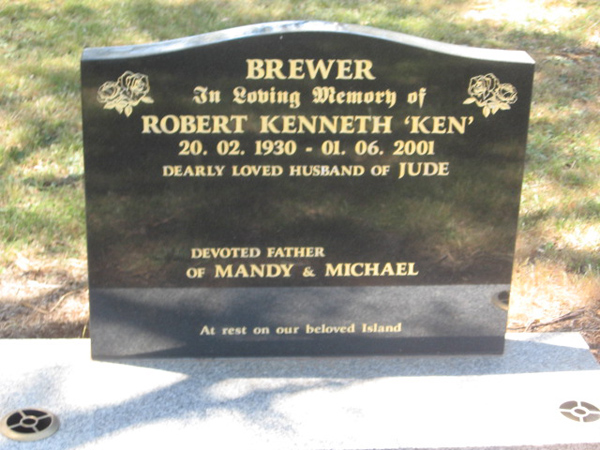 BREWER
In Loving Memory of
ROBERT KENNETH ‘KEN’
20. 02. 1930 - 01. 06. 2001
DEARLY LOVED HUSBAND OF JUDE
DEVOTED FATHER
OF MANDY & MICHAEL
At rest on our beloved Island